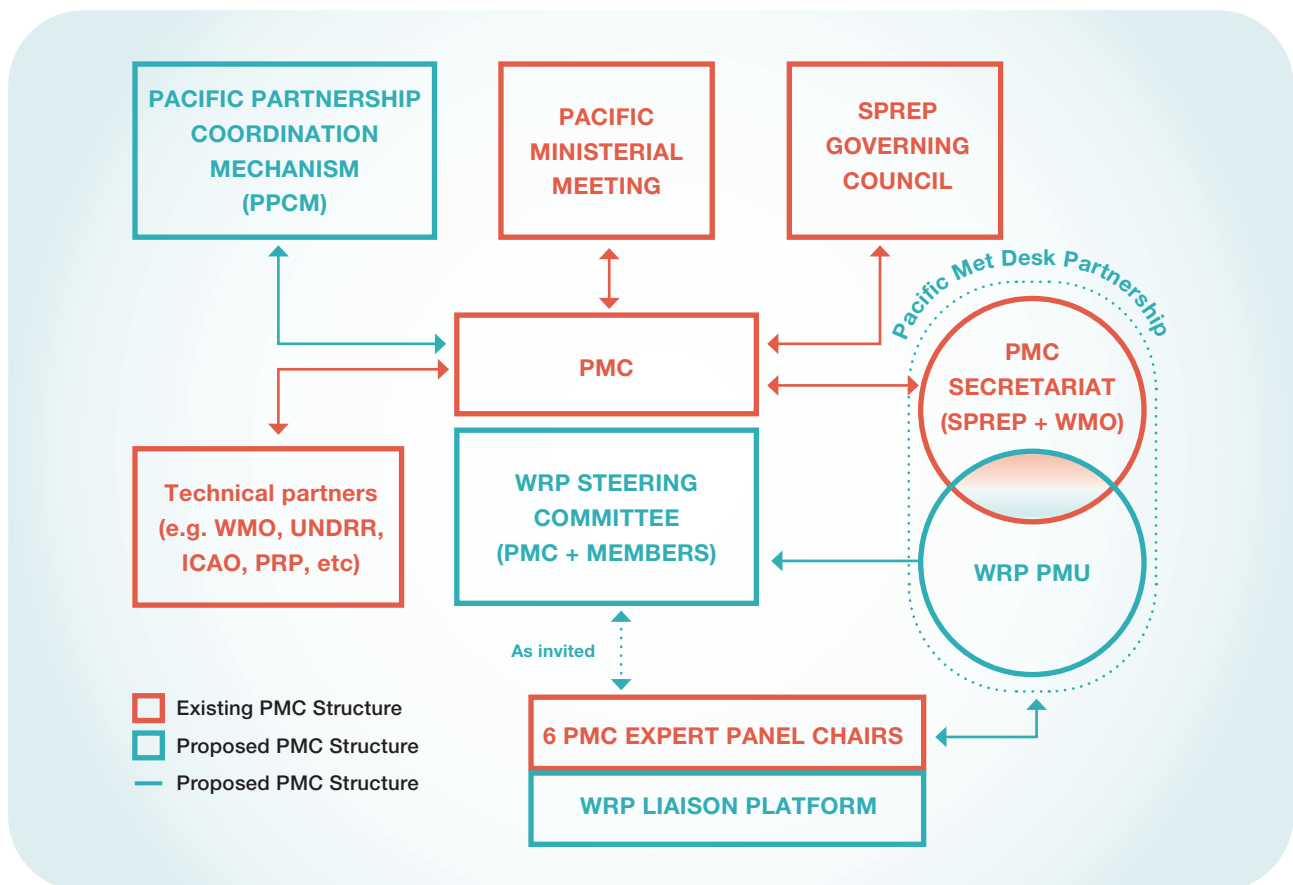 PACIFIC PARTNERSHIP
COORDINATION
MECHANISM
(PPCM)
PACIFIC
MINISTERIAL
MEETING
SPREP
GOVERNING
COUNCIL
Pacific Met Desk Partnership
PMC
PMC
SECRETARIAT
(SPREP + WMO)
Technical partners
(e.g. WMO, UNDRR,
ICAO, PRP, etc)
WRP STEERING
COMMITTEE
(PMC + MEMBERS)
WRP PMU
As invited
6 PMC EXPERT PANEL CHAIRS
WRP LIAISON PLATFORM
Existing PMC Structure
Proposed PMC Structure
Proposed PMC Structure